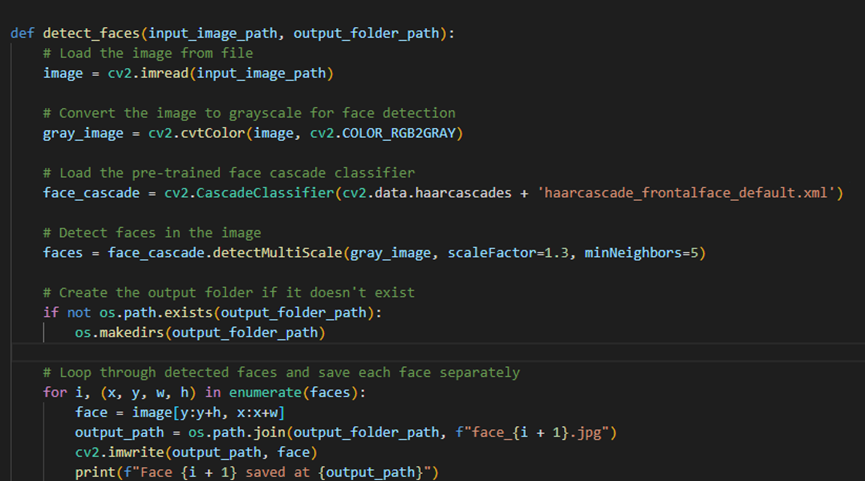 def detect_faces(input_image_path, output_folder_path):
    # Load the image from file
    image = cv2.imread(input_image_path)

    # Convert the image to grayscale for face detection
    gray_image = cv2.cvtColor(image, cv2.COLOR_RGB2GRAY)

    # Load the pre-trained face cascade classifier
    face_cascade = cv2.CascadeClassifier(cv2.data.haarcascades + 'haarcascade_frontalface_default.xml')

    # Detect faces in the image
    faces = face_cascade.detectMultiScale(gray_image, scaleFactor=1.3, minNeighbors=5)

    # Create the output folder if it doesn't exist
    if not os.path.exists(output_folder_path):
        os.makedirs(output_folder_path)

    # Loop through detected faces and save each face separately
    for i, (x, y, w, h) in enumerate(faces):
        face = image[y:y+h, x:x+w]
        output_path = os.path.join(output_folder_path, f"face_{i + 1}.jpg")
        cv2.imwrite(output_path, face)
        print(f"Face {i + 1} saved at {output_path}")